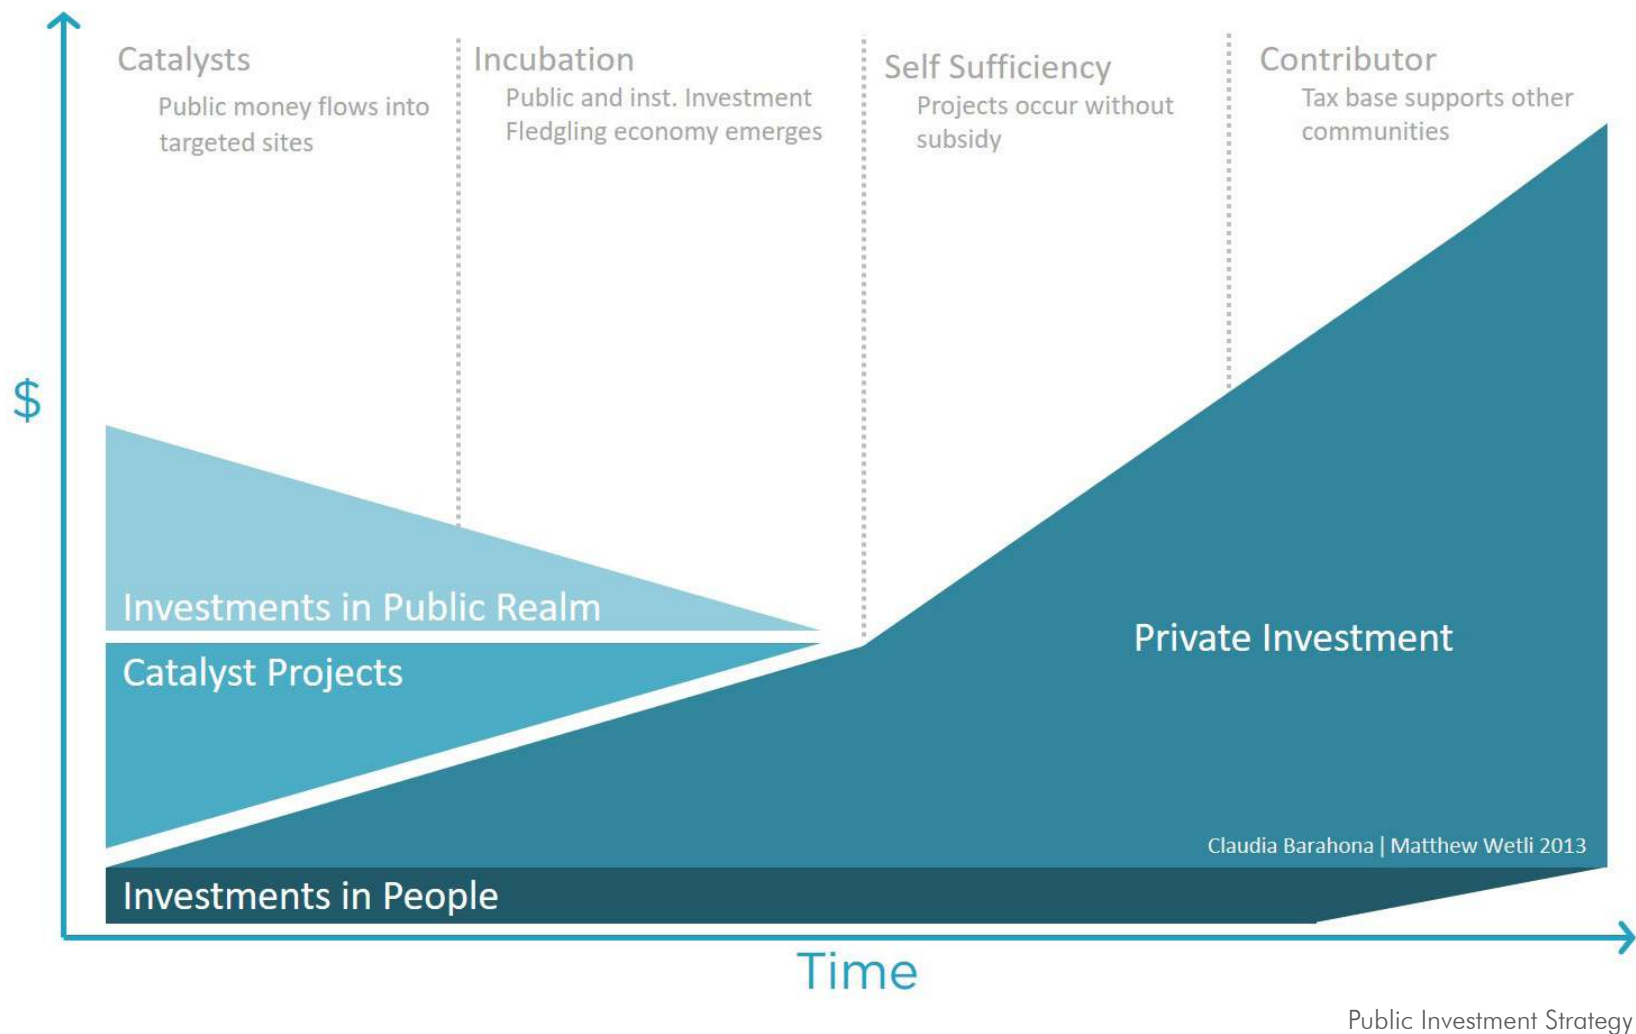 Catalysts
Public money flows into
targeted sites
Incubation
Public and inst. Investment
Fledgling economy emerges
Self Sufficiency
Projects occur without
subsidy
Contributor
Tax base supports other
communities
$
Investments in Public Realm
Catalyst Projects
Private Investment
Claudia Barahona | Matthew Wetli 2013
Investments in People
Time
Public Investment Strategy